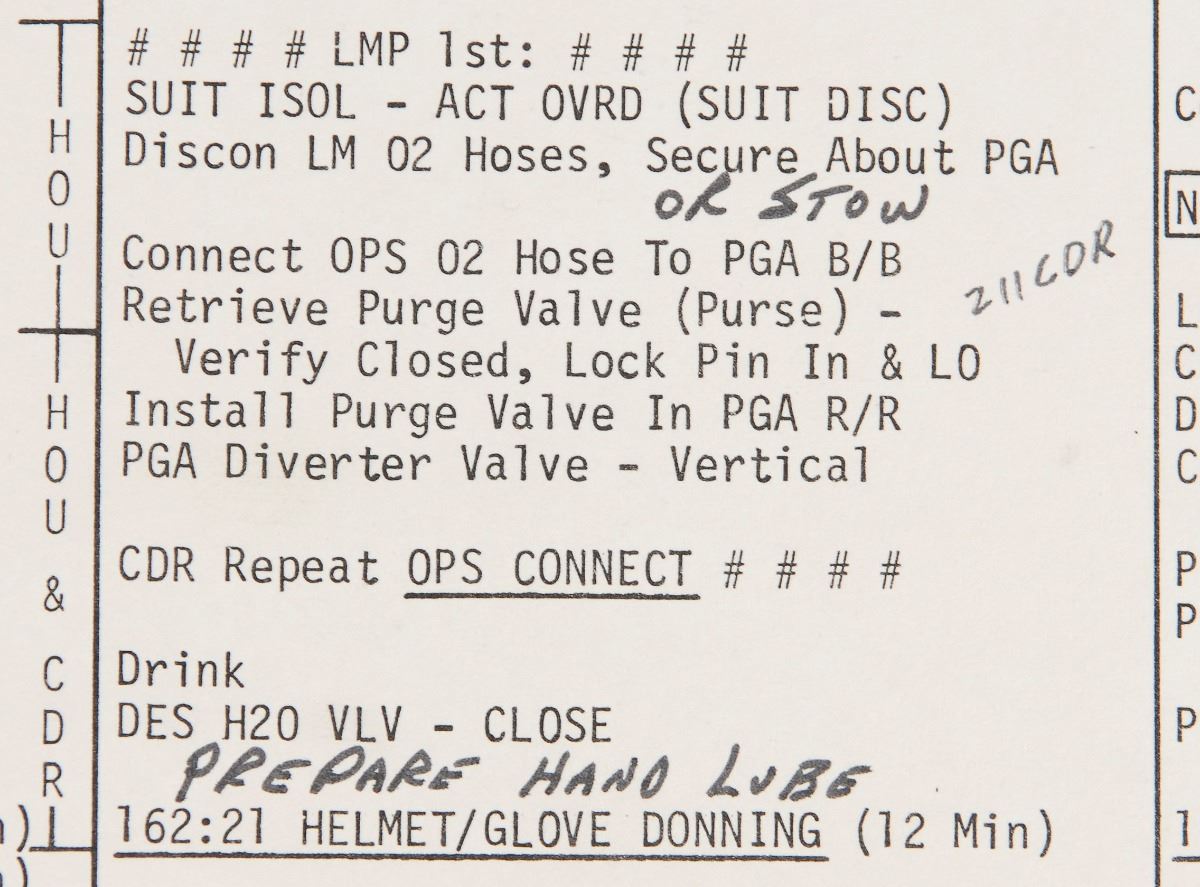 # # # # LMP 1st: # # # #
SUIT ISOL - ACT OVRD (SUIT DISC)
Discon LM O2 Hoses, Secure About PGA
OR STOW
Connect OPS O2 Hose To PGA B/B
211 CDR
Retrieve Purge Valve (Purse) -
Verify Closed, Lock Pin In & LO
Install Purge Valve In PGA R/R
PGA Diverter Valve - Vertical
CDR Repeat OPS CONNECT # # # #
Drink
DES H2O VLV - CLOSE
PREPARE HAND LUBE
162:21 HELMET/GLOVE DONNING (12 Min)
HOU
HOU & CDR